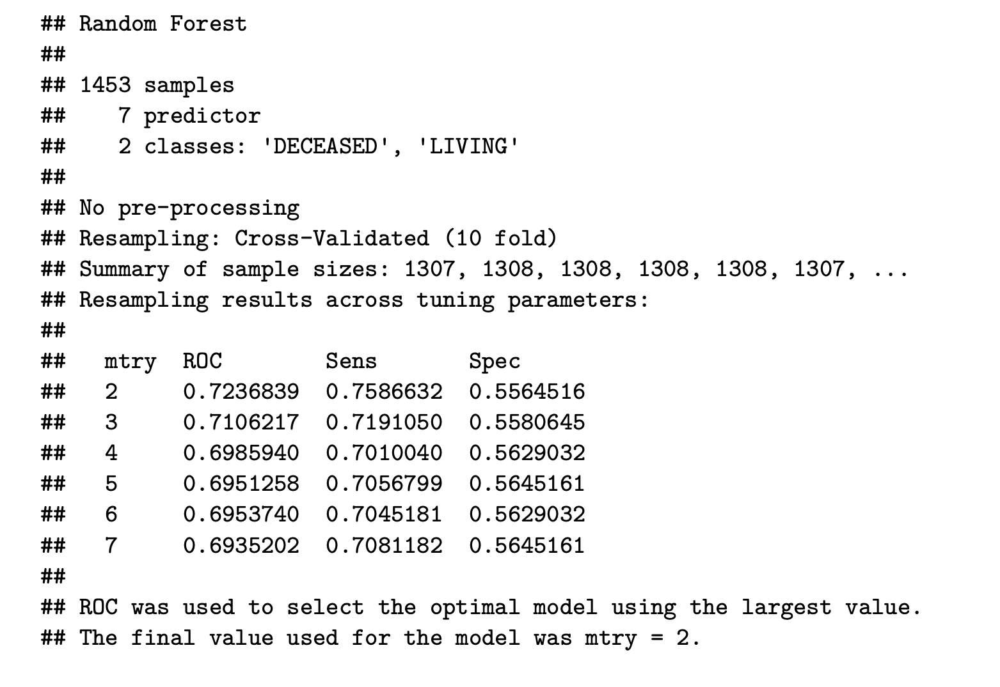 ## Random Forest
##
## 1453 samples
##    7 predictor
##    2 classes: 'DECEASED', 'LIVING'
##
## No pre-processing
## Resampling: Cross-Validated (10 fold)
## Summary of sample sizes: 1307, 1308, 1308, 1308, 1308, 1307, ...
## Resampling results across tuning parameters:
##
##   mtry  ROC        Sens       Spec
##   2     0.7236839  0.7586632  0.5564516
##   3     0.7106217  0.7191050  0.5580645
##   4     0.6985940  0.7010040  0.5629032
##   5     0.6951258  0.7056799  0.5645161
##   6     0.6953740  0.7045181  0.5629032
##   7     0.6935202  0.7081182  0.5645161
##
## ROC was used to select the optimal model using the largest value.
## The final value used for the model was mtry = 2.